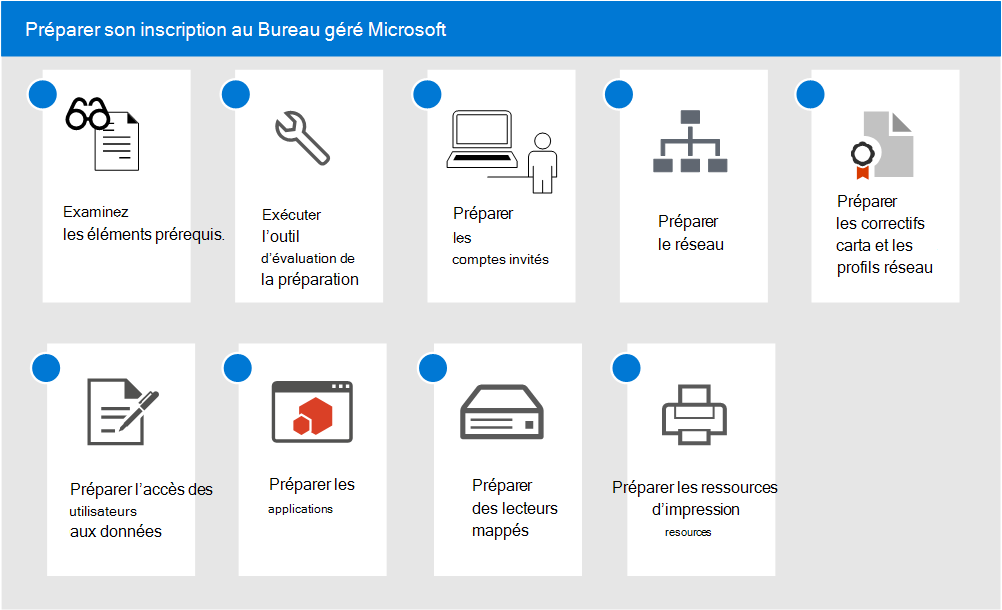 Préparer son inscription au Bureau géré Microsoft
Examinez
les éléments prérequis.
Exécuter
l’outil
d’évaluation de
la préparation
Préparer
les
comptes invités
Préparer
le réseau
Préparer
les correctifs
carta et les
profils réseau
Préparer l’accès des
utilisateurs
aux données
Préparer les
applications
Préparer
des lecteurs
mappés
Préparer les ressources
d’impression
resources